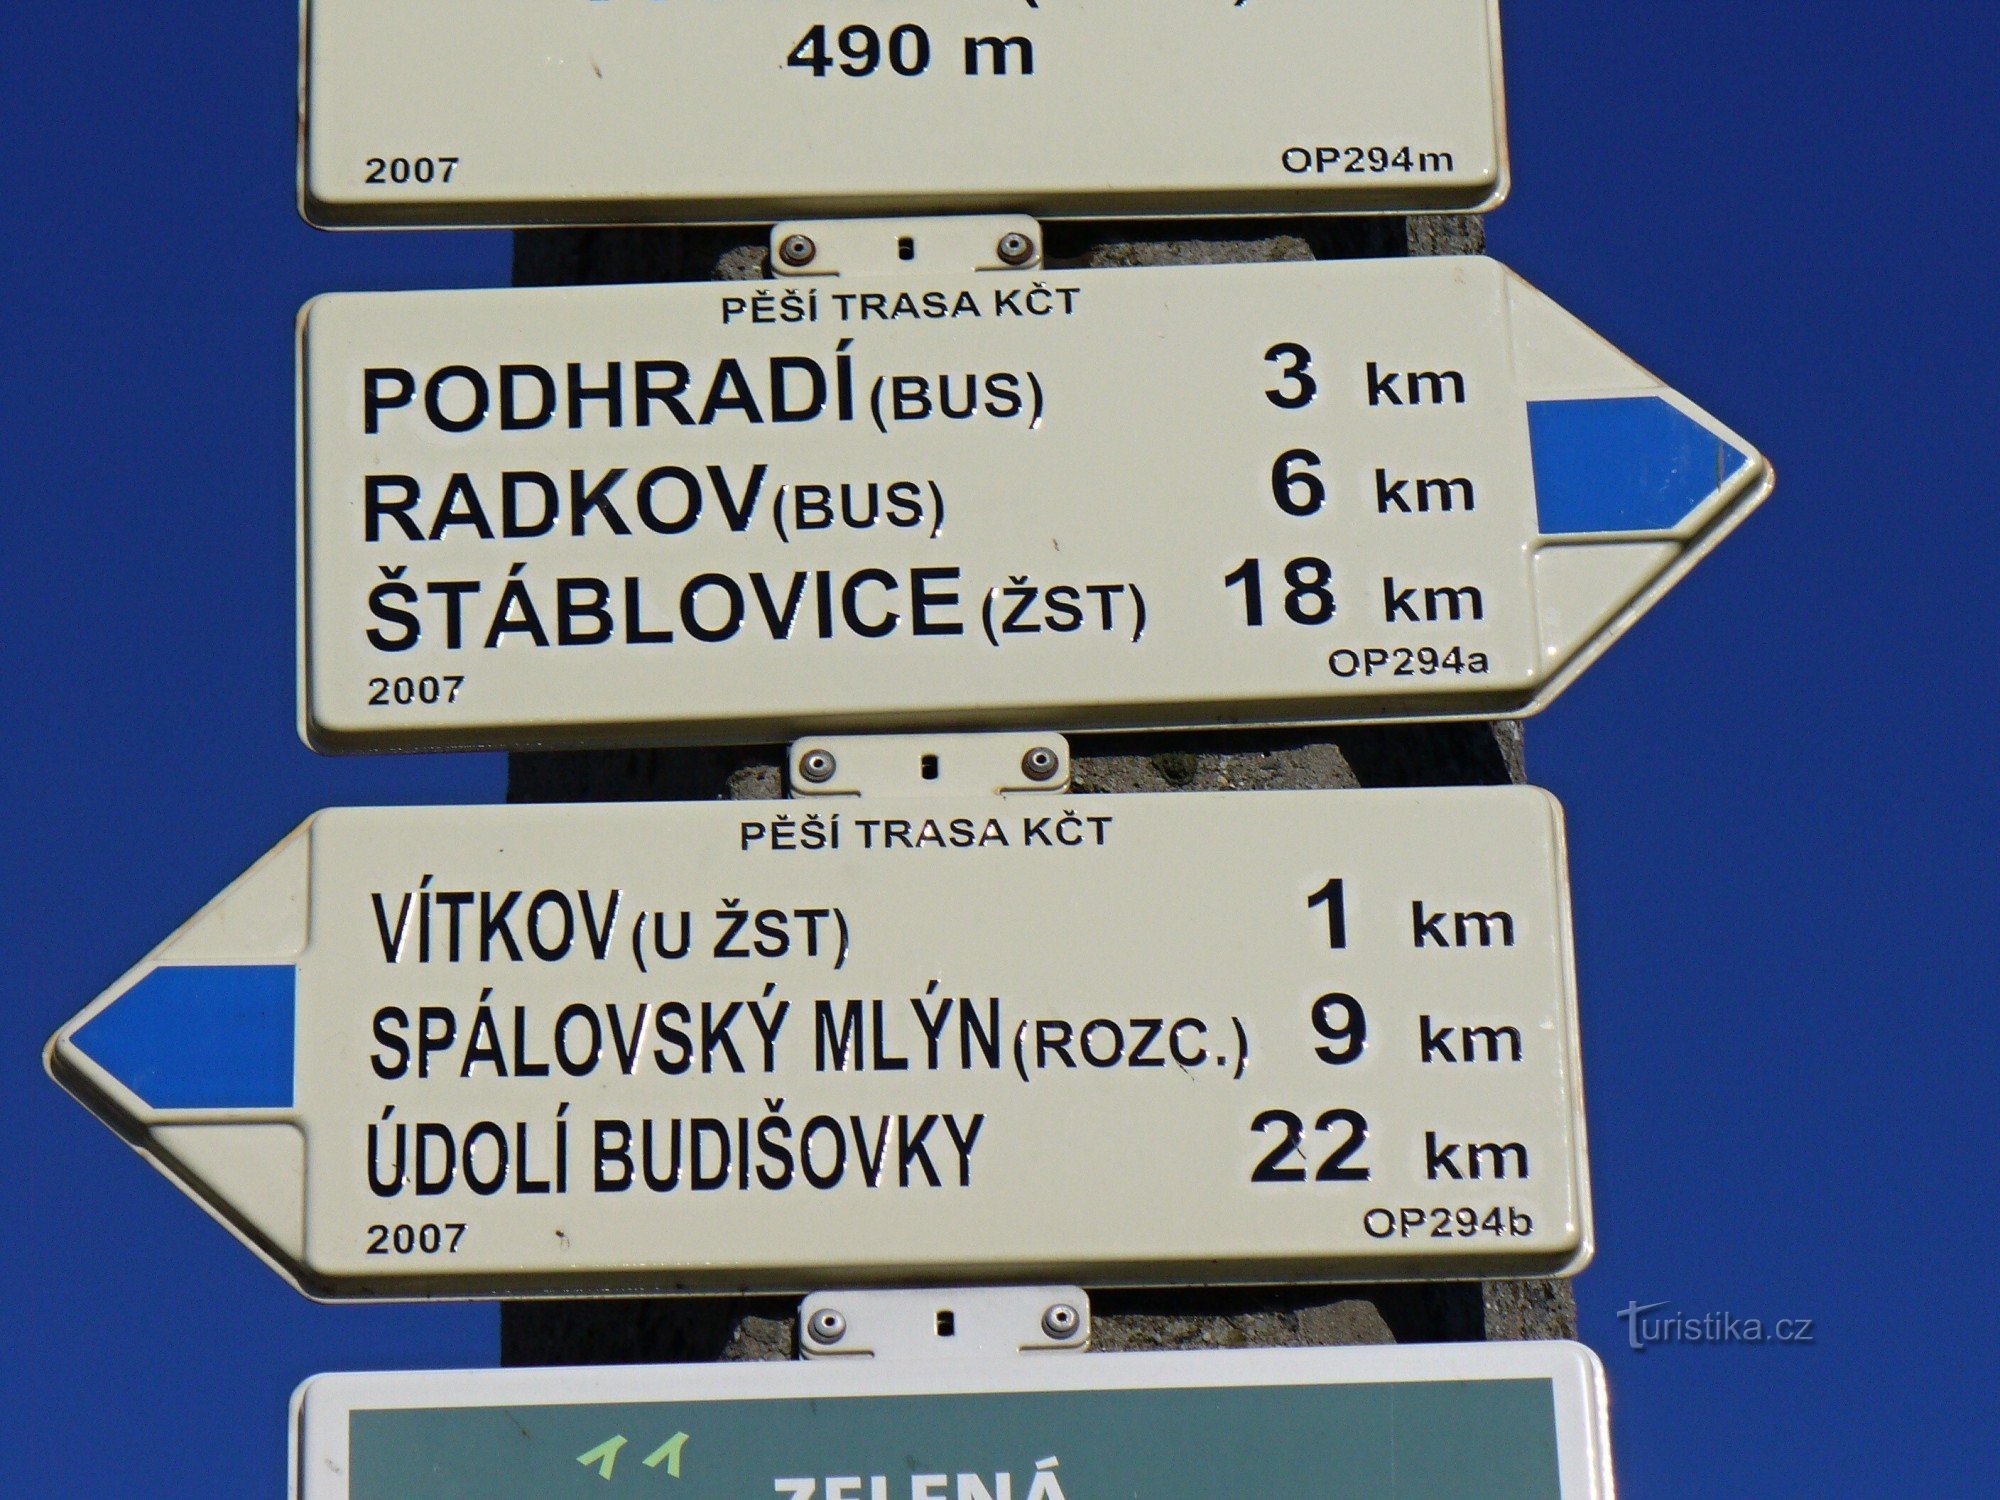 490 m
2007 OP294m
PĚŠÍ TRASA KČT
PODHRADÍ (BUS) 3 km
RADKOV (BUS) 6 km
ŠTÁBLOVICE (ŽST) 18 km
2007 OP294a
PĚŠÍ TRASA KČT
VÍTKOV (U ŽST) 1 km
SPÁLOVSKÝ MLÝN (ROZC.) 9 km
ÚDOLÍ BUDIŠOVKY 22 km
2007 OP294b
Turistika.cz
ZELENÁ